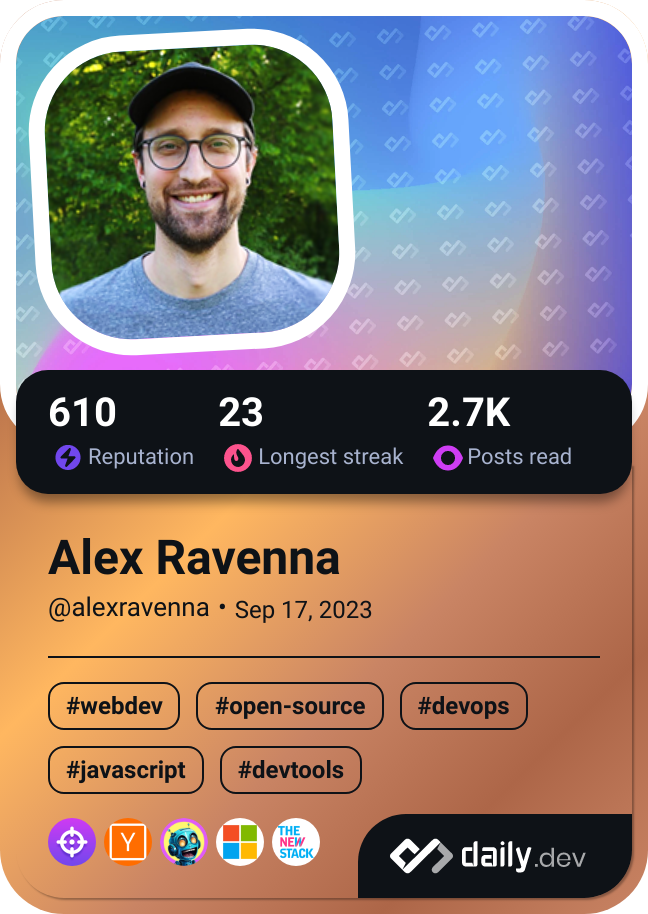 610 23 2.7K
Reputation Longest streak Posts read
Alex Ravenna
@alexravenna • Sep 17, 2023
#webdev #open-source #devops
#javascript #devtools
Y THE NEW STACK
daily.dev